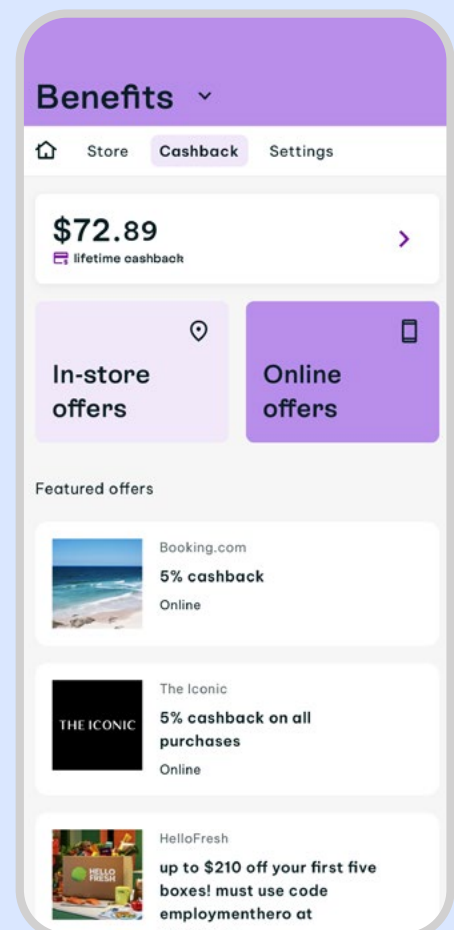 Benefits
Store Cashback Settings
$72.89
lifetime cashback
In-store
offers
Online
offers
Featured offers
Booking.com
5% cashback
Online
THE ICONIC
The Iconic
5% cashback on all
purchases
Online
HELLO
FRESH
HelloFresh
up to $210 off your first five
boxes! must use code
employmenthero at